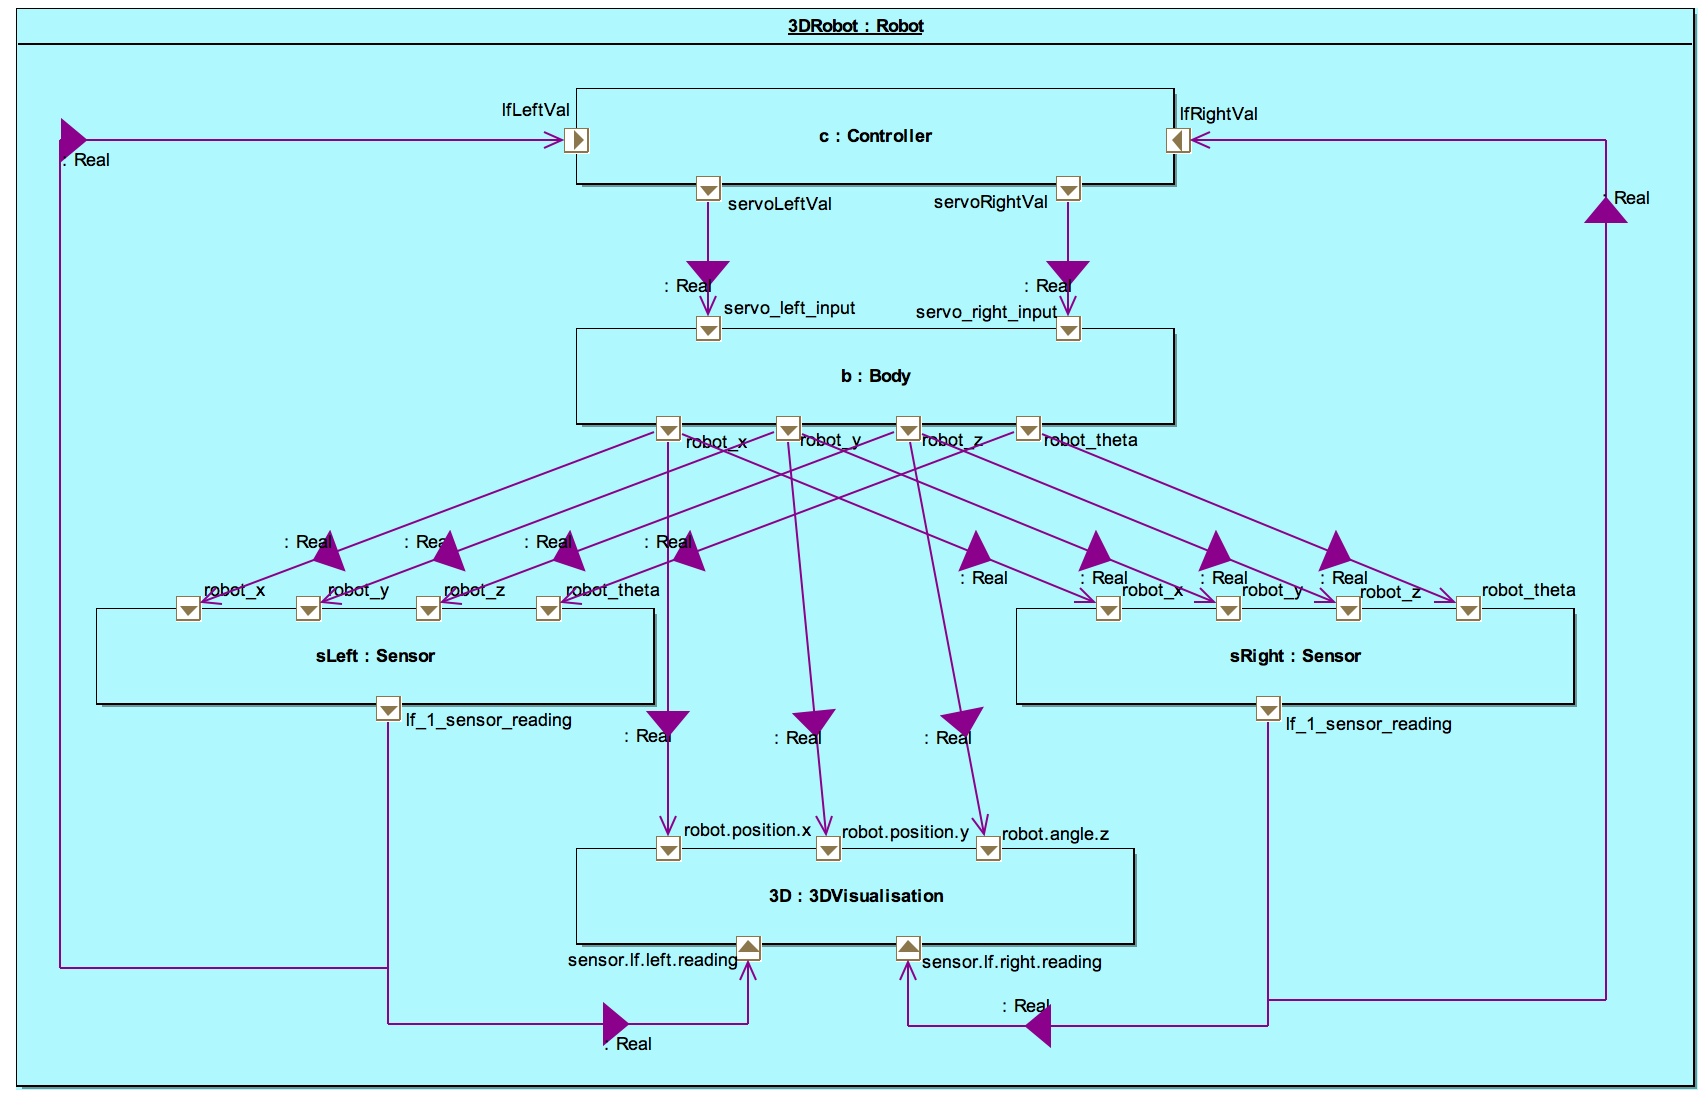 3DRobot : Robot
lfLeftVal
c : Controller
lfRightVal
: Real
: Real
servoLeftVal
servoRightVal
: Real
: Real
servo_left_input
servo_right_input
b : Body
robot_x
robot_y
robot_z
robot_theta
: Real
: Real
: Real
: Real
: Real
: Real
: Real
: Real
robot_x
robot_y
robot_z
robot_theta
robot_x
robot_y
robot_z
robot_theta
sLeft : Sensor
sRight : Sensor
lf_1_sensor_reading
lf_1_sensor_reading
: Real
: Real
: Real
robot.position.x
robot.position.y
robot.angle.z
3D : 3DVisualisation
sensor.lf.left.reading
sensor.lf.right.reading
: Real
: Real